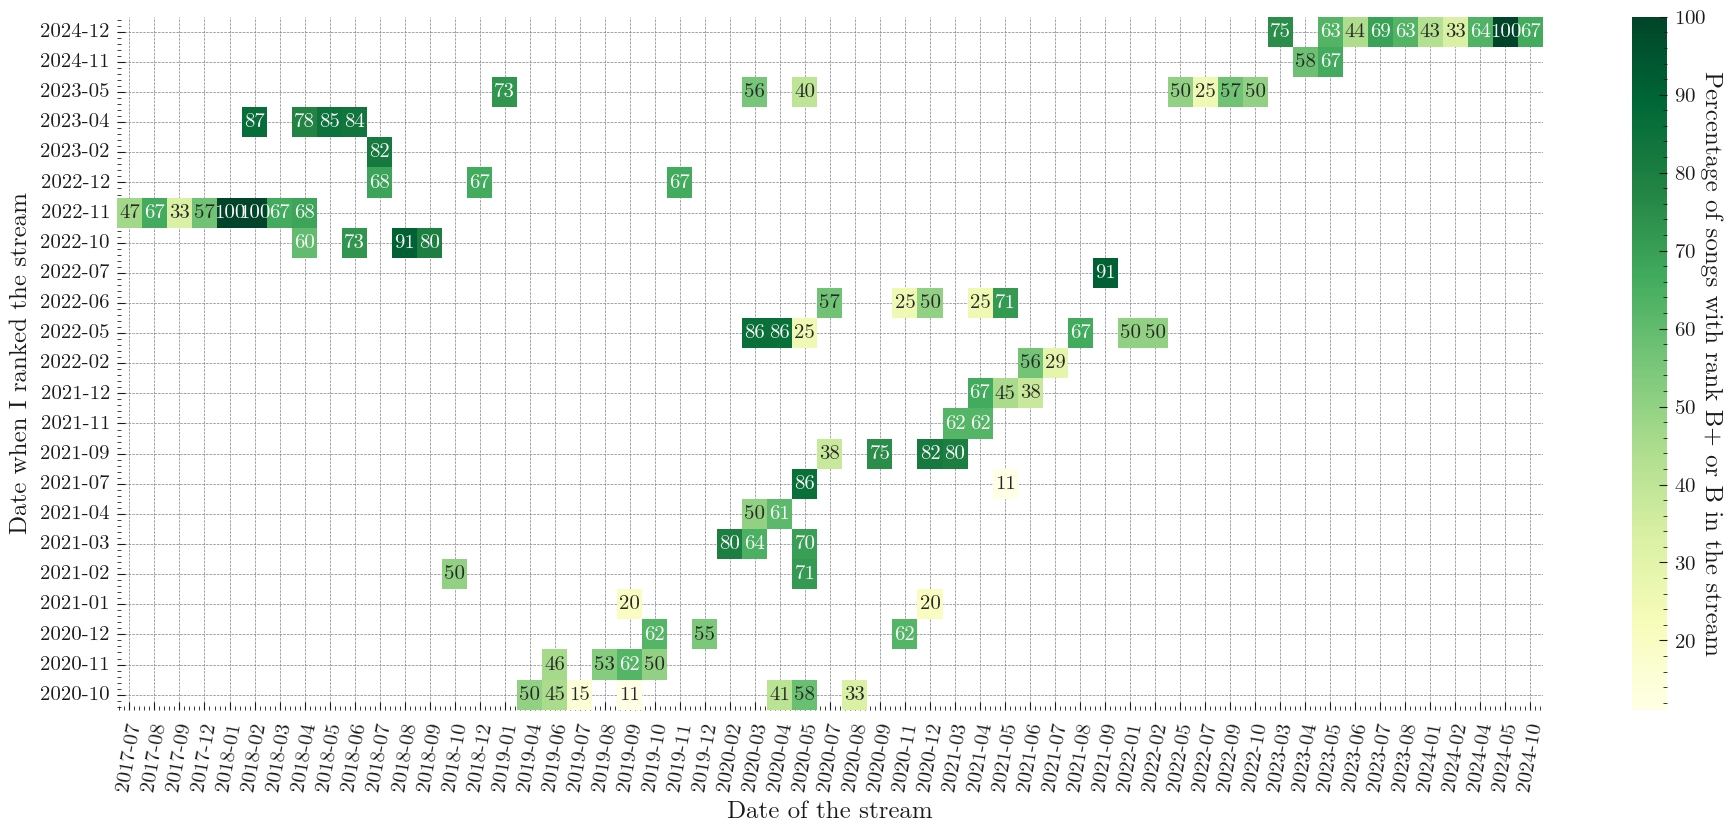 2024-12 75 63 44 69 63 43 33 64 100 67
2024-11 58 67
2023-05 73 56 40 50 25 57 50
2023-04 87 78 85 84
2023-02 82
2022-12 68 67 67
2022-11 47 67 33 57 100 100 67 68
2022-10 60 73 91 80
2022-07 91
2022-06 57 25 50 25 71
2022-05 86 86 25 67 50 50
2022-02 56 29
2021-12 67 45 38
2021-11 62 62
2021-09 38 75 82 80
2021-07 86 11
2021-04 50 61
2021-03 80 64 70
2021-02 50 71
2021-01 20 20
2020-12 62 55 62
2020-11 46 53 62 50
2020-10 50 45 15 11 41 58 33
Date when I ranked the stream
2017-07
2017-08
2017-09
2017-12
2018-01
2018-02
2018-03
2018-04
2018-05
2018-06
2018-07
2018-08
2018-09
2018-10
2018-12
2019-01
2019-04
2019-06
2019-07
2019-08
2019-09
2019-10
2019-11
2019-12
2020-02
2020-03
2020-04
2020-05
2020-07
2020-08
2020-09
2020-11
2020-12
2021-03
2021-04
2021-05
2021-06
2021-07
2021-08
2021-09
2022-01
2022-02
2022-05
2022-07
2022-09
2022-10
2023-03
2023-04
2023-05
2023-06
2023-07
2023-08
2024-01
2024-02
2024-04
2024-05
2024-10
Date of the stream
100
90
80
70
60
50
40
30
20
Percentage of songs with rank B+ or B in the stream